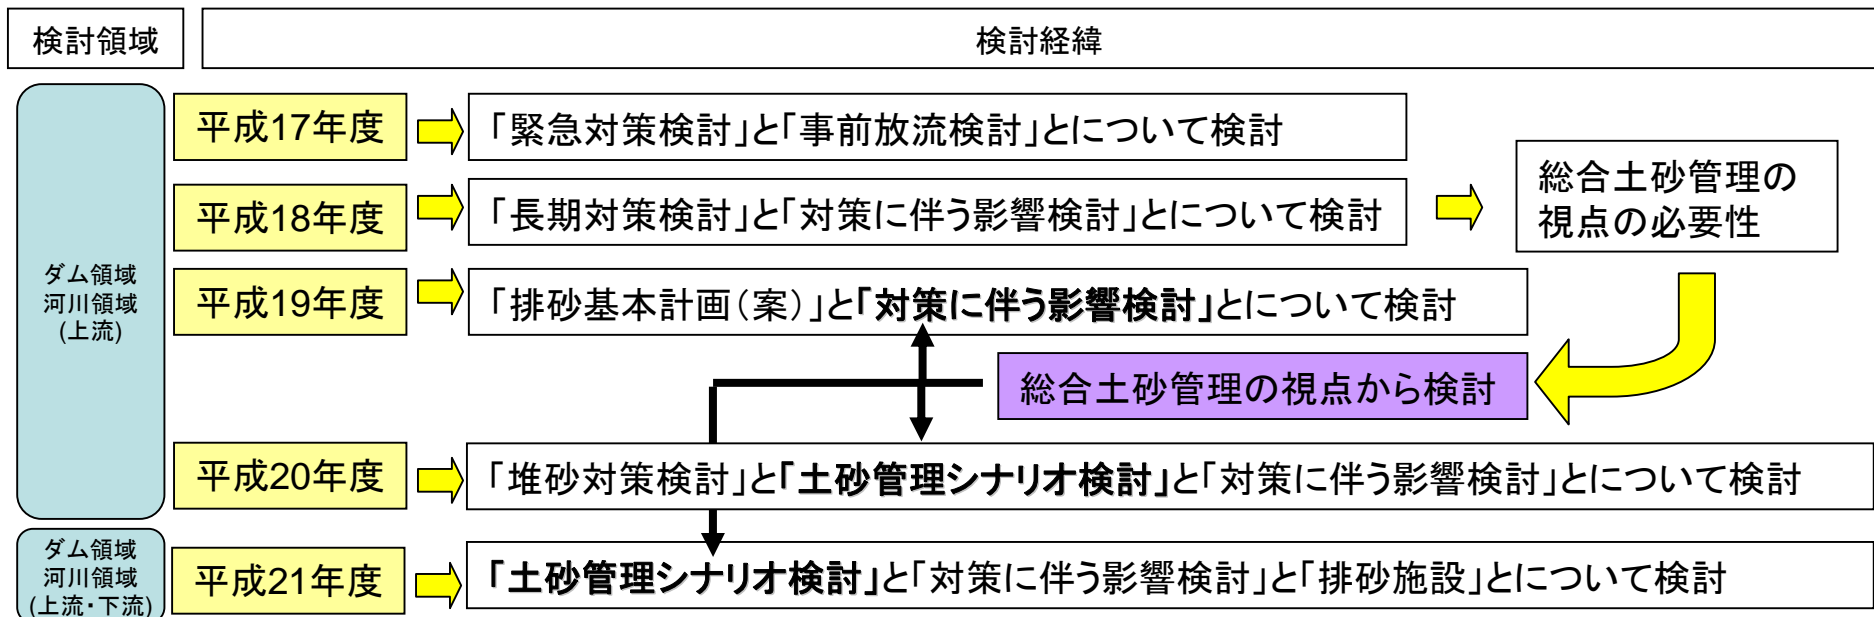 検討領域
検討経緯
ダム領域
河川領域
(上流)
平成17年度
「緊急対策検討」と「事前放流検討」とについて検討
平成18年度
「長期対策検討」と「対策に伴う影響検討」とについて検討
総合土砂管理の
視点の必要性
平成19年度
「排砂基本計画(案)」と「対策に伴う影響検討」とについて検討
総合土砂管理の視点から検討
平成20年度
「堆砂対策検討」と「土砂管理シナリオ検討」と「対策に伴う影響検討」とについて検討
ダム領域
河川領域
(上流・下流)
平成21年度
「土砂管理シナリオ検討」と「対策に伴う影響検討」と「排砂施設」とについて検討